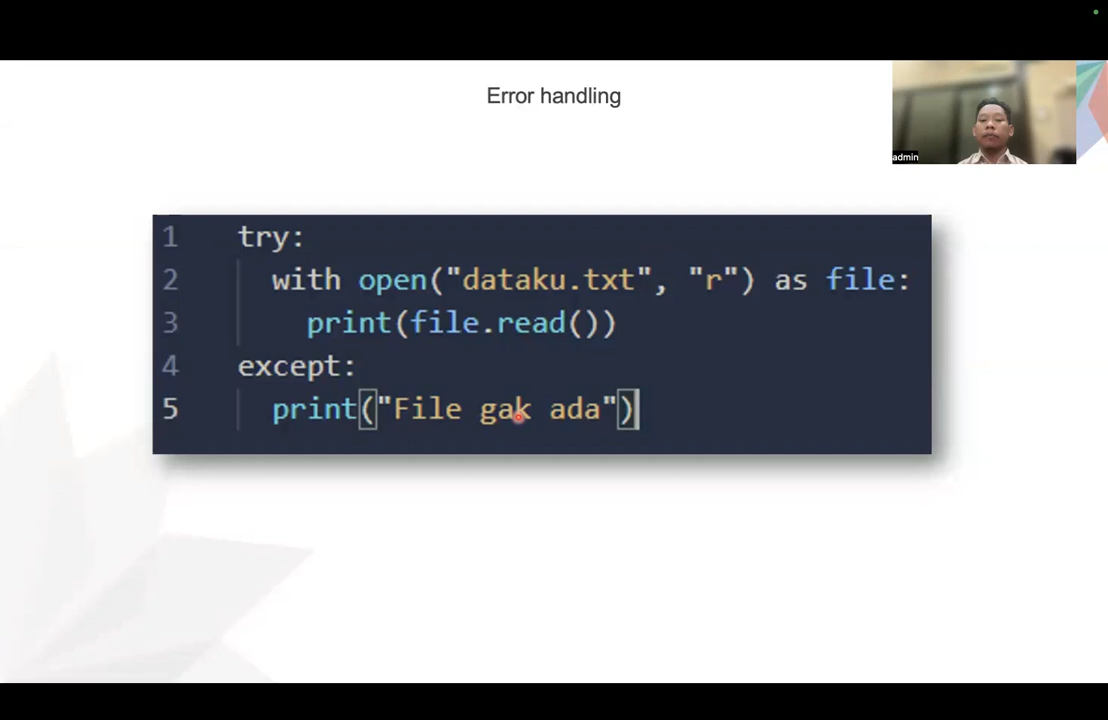 Error handling
admin
1 try:
2 with open("dataku.txt", "r") as file:
3 print(file.read())
4 except:
5 print("File gak ada")